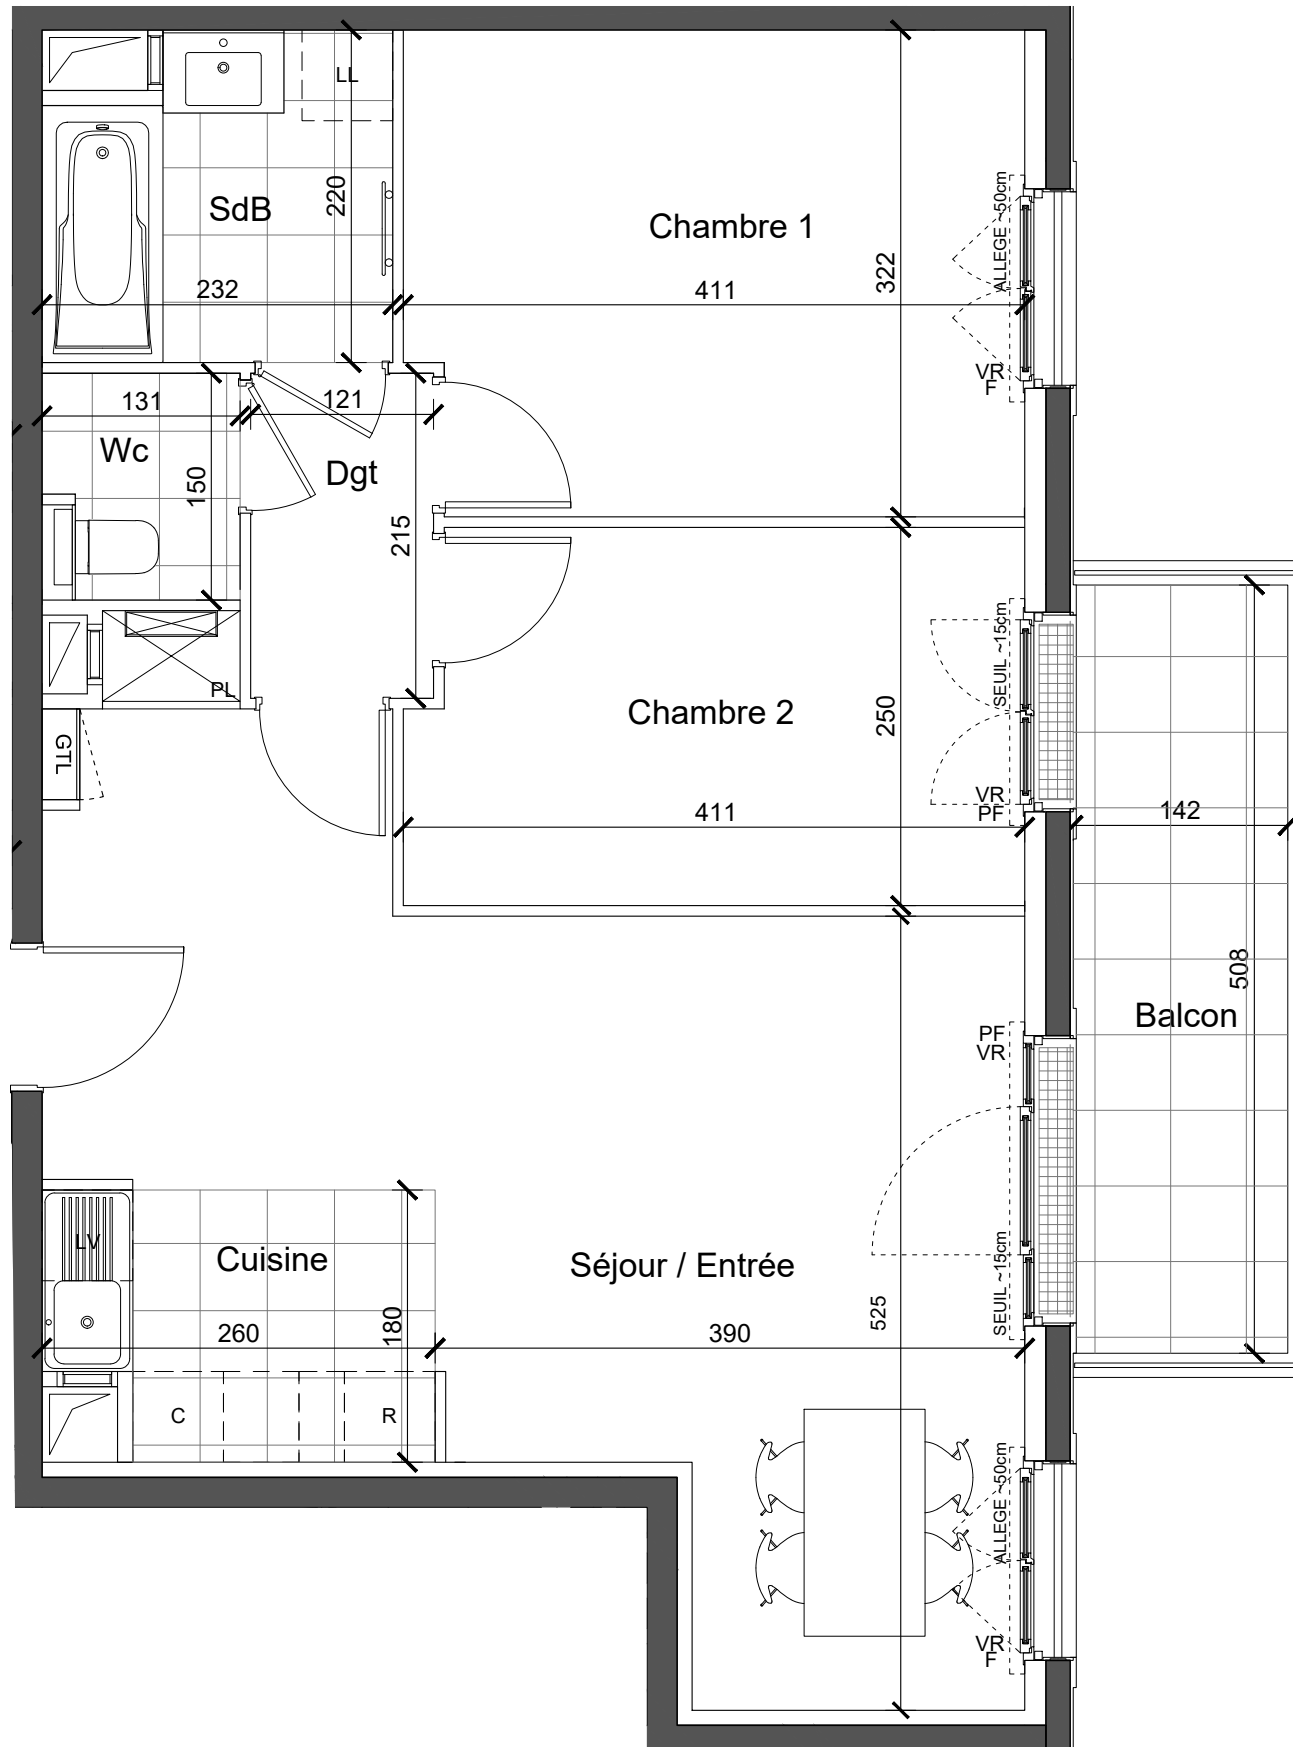 LL
SdB
220
232
Chambre 1
322
411
ALLEGE ~50cm
VR
F
131
121
Wc
150
Dgt
215
PL
GTL
Chambre 2
250
411
SEUIL ~15cm
VR
PF
142
508
Balcon
PF
VR
SEUIL ~15cm
LV
Cuisine
180
260
Séjour / Entrée
525
390
C
R
ALLEGE ~50cm
VR
F